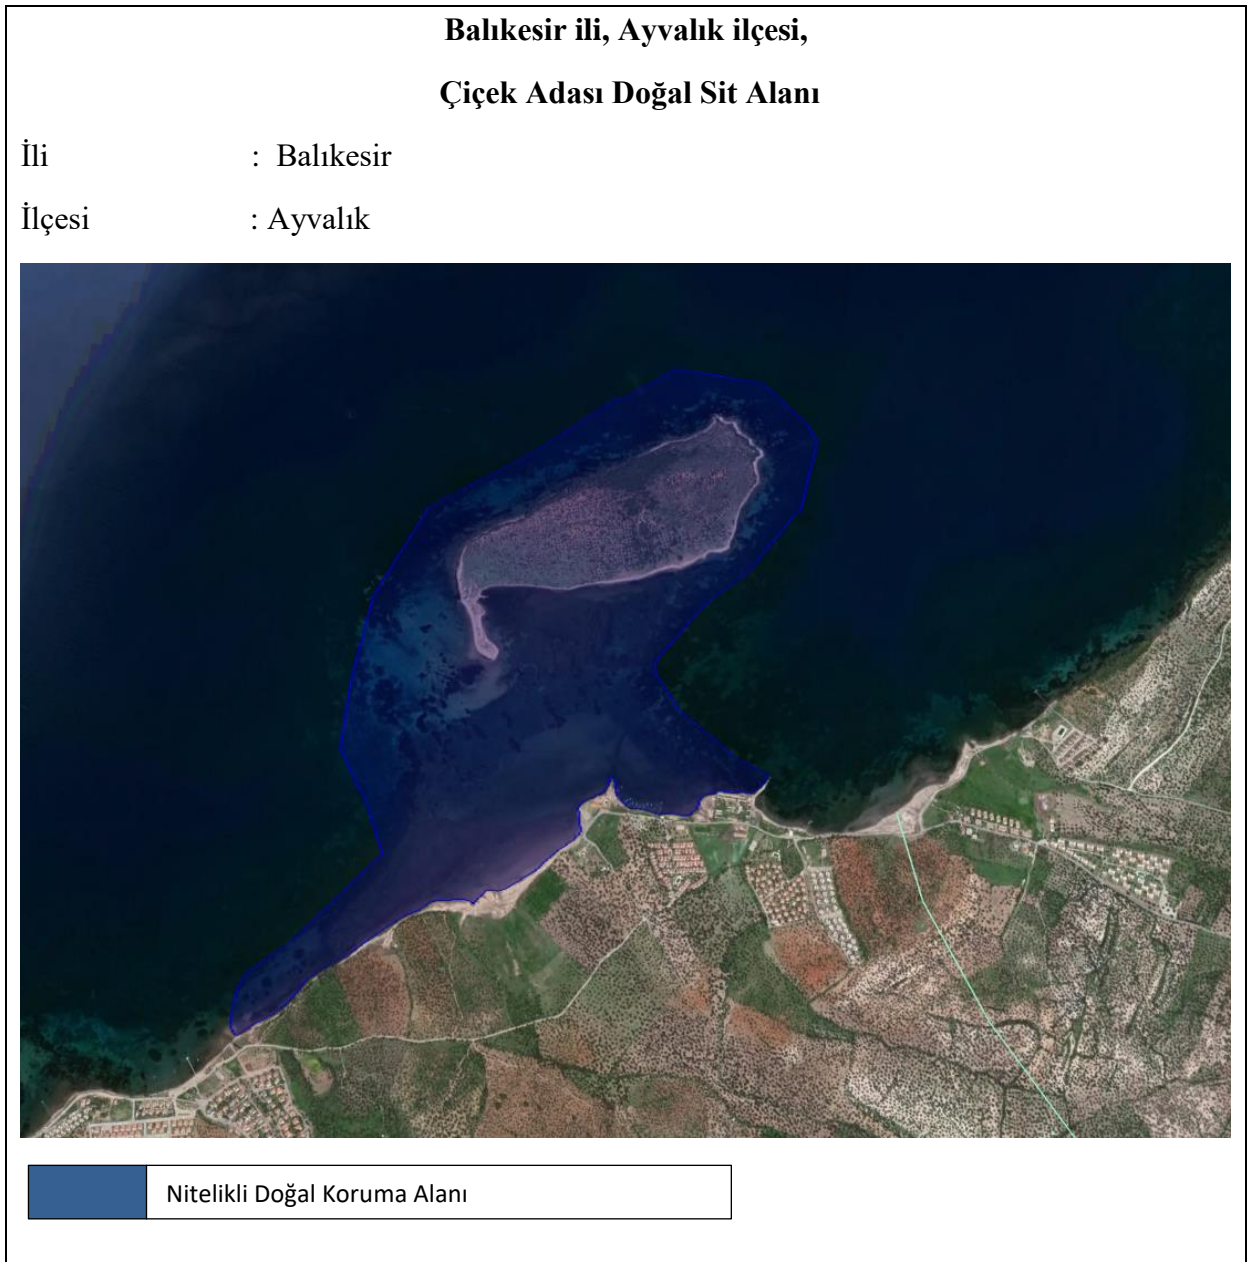 Balıkesir ili, Ayvalık ilçesi,
Çiçek Adası Doğal Sit Alanı
İli : Balıkesir
İlçesi : Ayvalık
Nitelikli Doğal Koruma Alanı